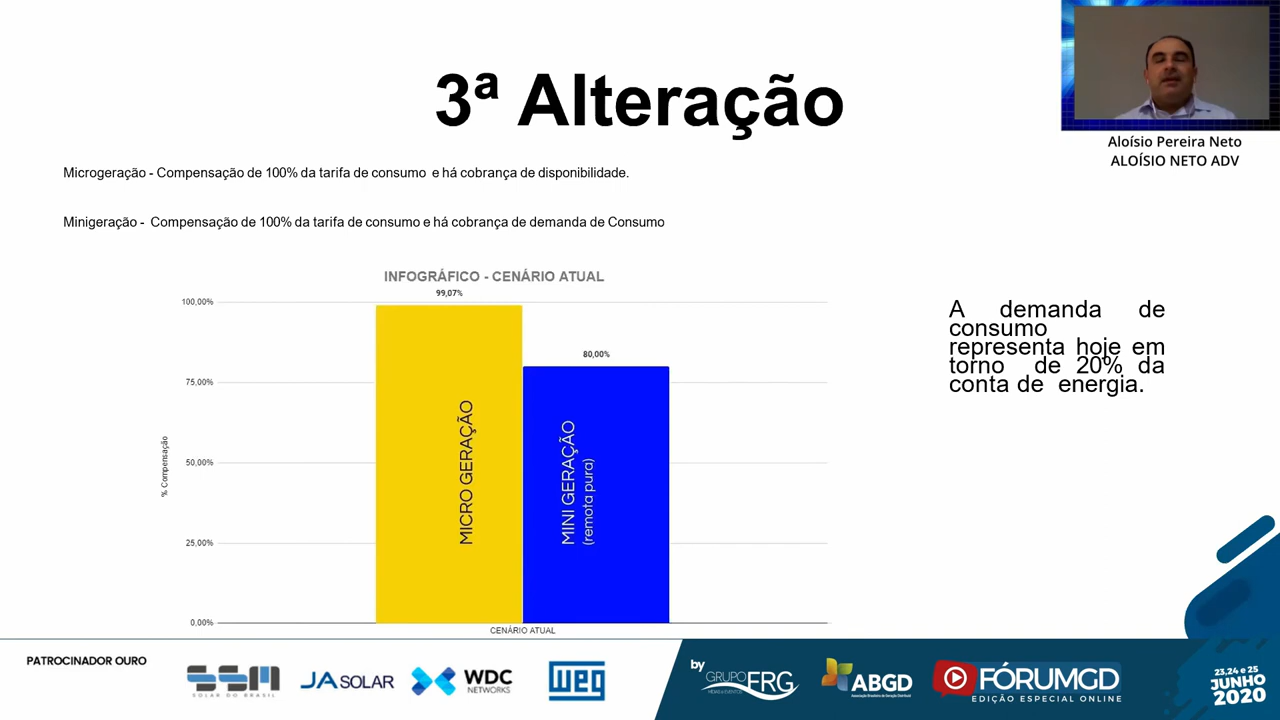 3ª Alteração
Aloísio Pereira Neto
ALOÍSIO NETO ADV
Microgeração - Compensação de 100% da tarifa de consumo e há cobrança de disponibilidade.
Minigeração - Compensação de 100% da tarifa de consumo e há cobrança de demanda de Consumo
INFOGRÁFICO - CENÁRIO ATUAL
99,07%
100,00%
80,00%
75,00%
50,00%
25,00%
0.00%
% Compensação
MICRO GERAÇÃO
MINI GERAÇÃO
(remota pura)
CENÁRIO ATUAL
A demanda de
consumo
representa hoje em
torno de 20% da
conta de energia.
PATROCINADOR OURO
SSM
SOLAR DO BRASIL
JA SOLAR
WDC
NETWORKS
WEG
by
GRUPO
FRG
MÍDIAS & EVENTOS
ABGD
Associação Brasileira de Geração Distribuída
FÓRUMGD
EDIÇÃO ESPECIAL ONLINE
23,24 e 25
JUNHO
2020